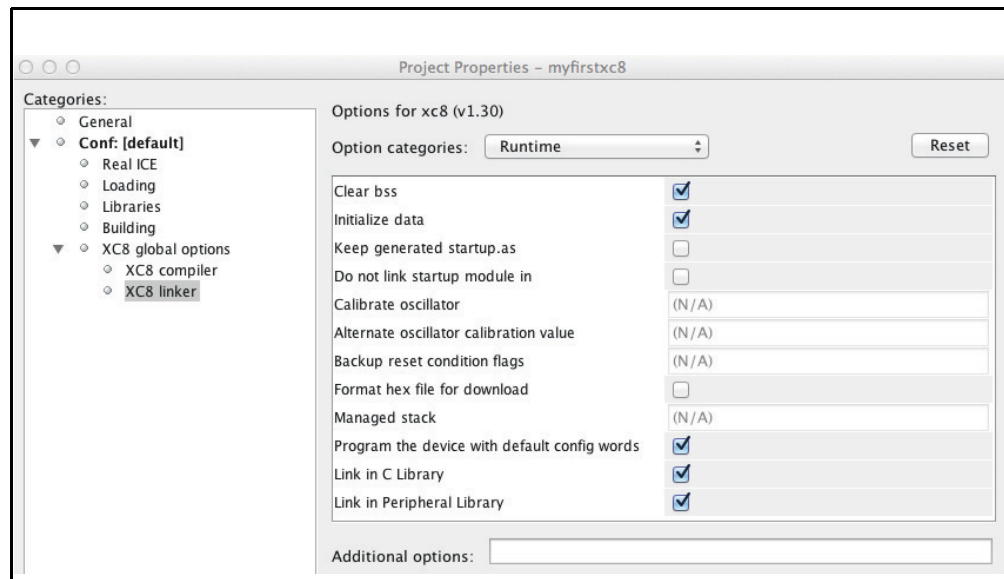 Project Properties – myfirstxc8
Categories:
General
Conf: [default]
Real ICE
Loading
Libraries
Building
XC8 global options
XC8 compiler
XC8 linker
Options for xc8 (v1.30)
Option categories: Runtime Reset
Clear bss
Initialize data
Keep generated startup.as
Do not link startup module in
Calibrate oscillator (N/A)
Alternate oscillator calibration value (N/A)
Backup reset condition flags (N/A)
Format hex file for download
Managed stack (N/A)
Program the device with default config words
Link in C Library
Link in Peripheral Library
Additional options: